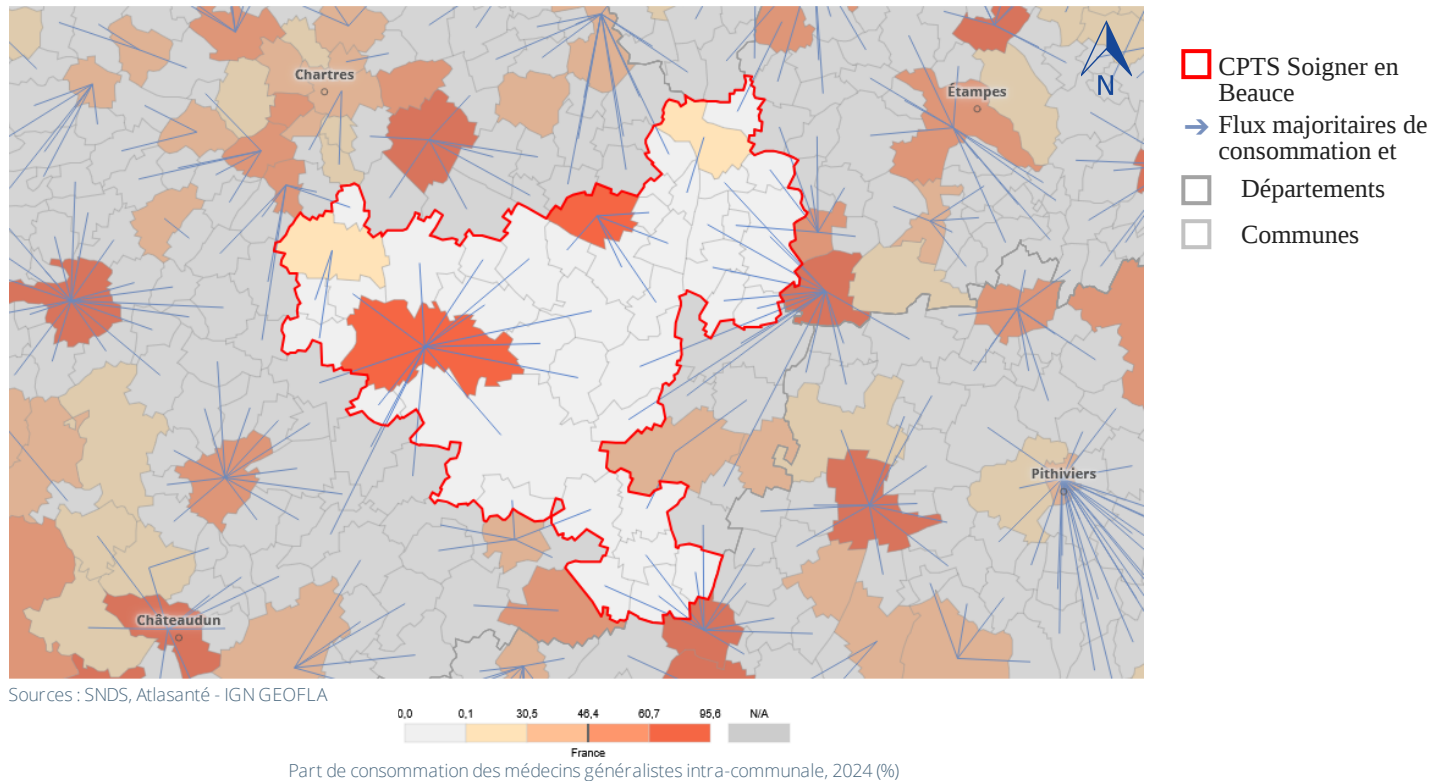 Chartres
Étampes
N
Pithiviers
Châteaudun
CPTS Soigner en
Beauce
Flux majoritaires de
consommation et
Départements
Communes
Sources : SNDS, Atlasanté - IGN GEOFLA
0,0 0,1 30,5 46,4 60,7 95,6 N/A
France
Part de consommation des médecins généralistes intra-communale, 2024 (%)